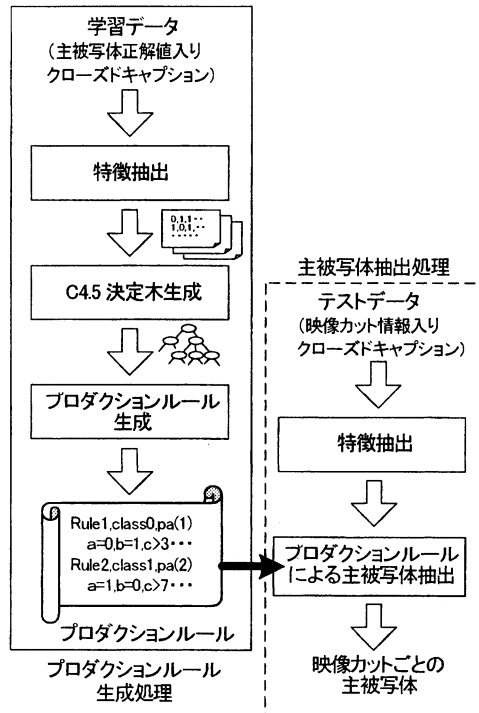 学習データ
(主被写体正解値入り
クローズドキャプション)
特徴抽出
0,1,1・・
1,0,1,・・
・・・・・
C4.5 決定木生成
プロダクションルール
生成
Rule1,class0,pa(1)
a=0,b=1,c>3・・・
Rule2,class1,pa(2)
a=1,b=0,c>7・・・
プロダクションルール
プロダクションルール
生成処理
主被写体抽出処理
テストデータ
(映像カット情報入り
クローズドキャプション)
特徴抽出
プロダクションルール
による主被写体抽出
映像カットごとの
主被写体